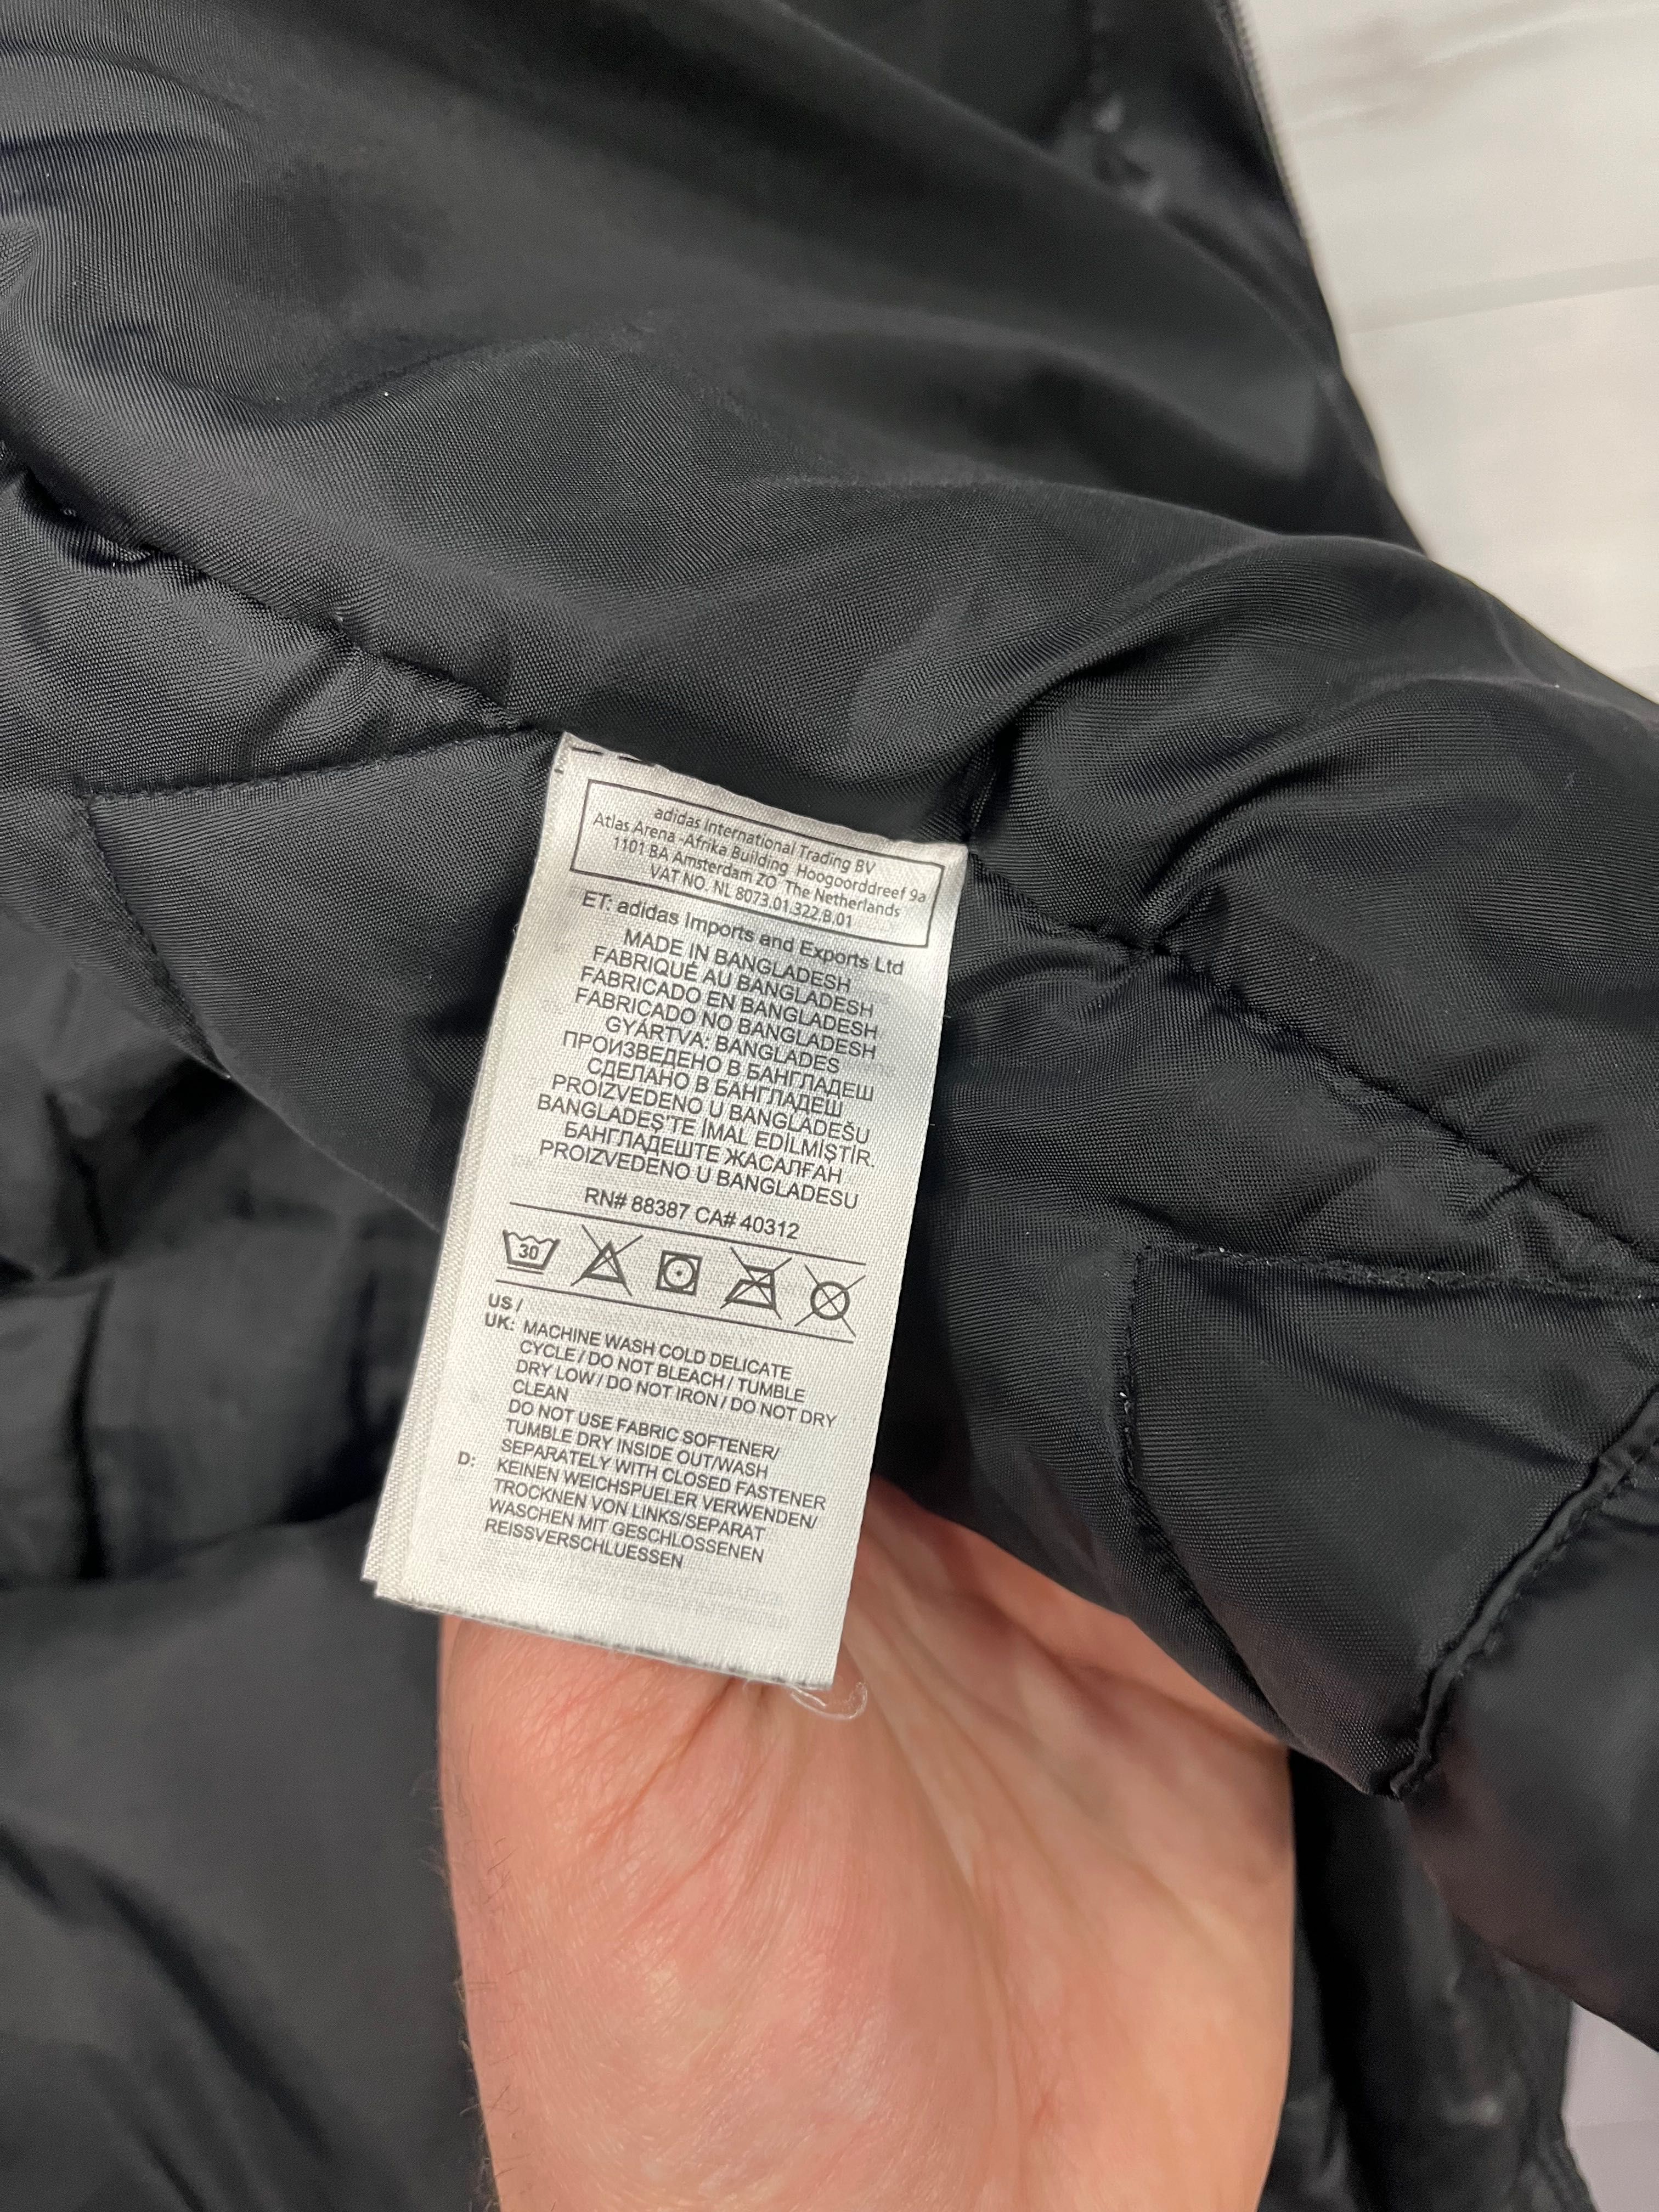 adidas International Trading BV
Atlas Arena -Afrika Building Hoogoorddreef 9a
1101 BA Amsterdam ZO The Netherlands
VAT NO. NL 8073.01.322.B.01
ET: adidas Imports and Exports Ltd
MADE IN BANGLADESH
FABRIQUÉ AU BANGLADESH
FABRICADO EN BANGLADESH
FABRICADO NO BANGLADESH
GYÁRTVA: BANGLADES
ПРОИЗВЕДЕНО В БАНГЛАДЕШ
СДЕЛАНО В БАНГЛАДЕШ
PROIZVEDENO U BANGLADEŠU
BANGLADEŞ'TE İMAL EDİLMİŞTİR.
БАНГЛАДЕШТЕ ЖАСАЛҒАН
PROIZVEDENO U BANGLADESU
RN# 88387 CA# 40312
30
US /
UK: MACHINE WASH COLD DELICATE
CYCLE / DO NOT BLEACH / TUMBLE
DRY LOW / DO NOT IRON / DO NOT DRY
CLEAN
DO NOT USE FABRIC SOFTENER/
TUMBLE DRY INSIDE OUT/WASH
SEPARATELY WITH CLOSED FASTENER
D: KEINEN WEICHSPUELER VERWENDEN/
TROCKNEN VON LINKS/SEPARAT
WASCHEN MIT GESCHLOSSENEN
REISSVERSCHLUESSEN